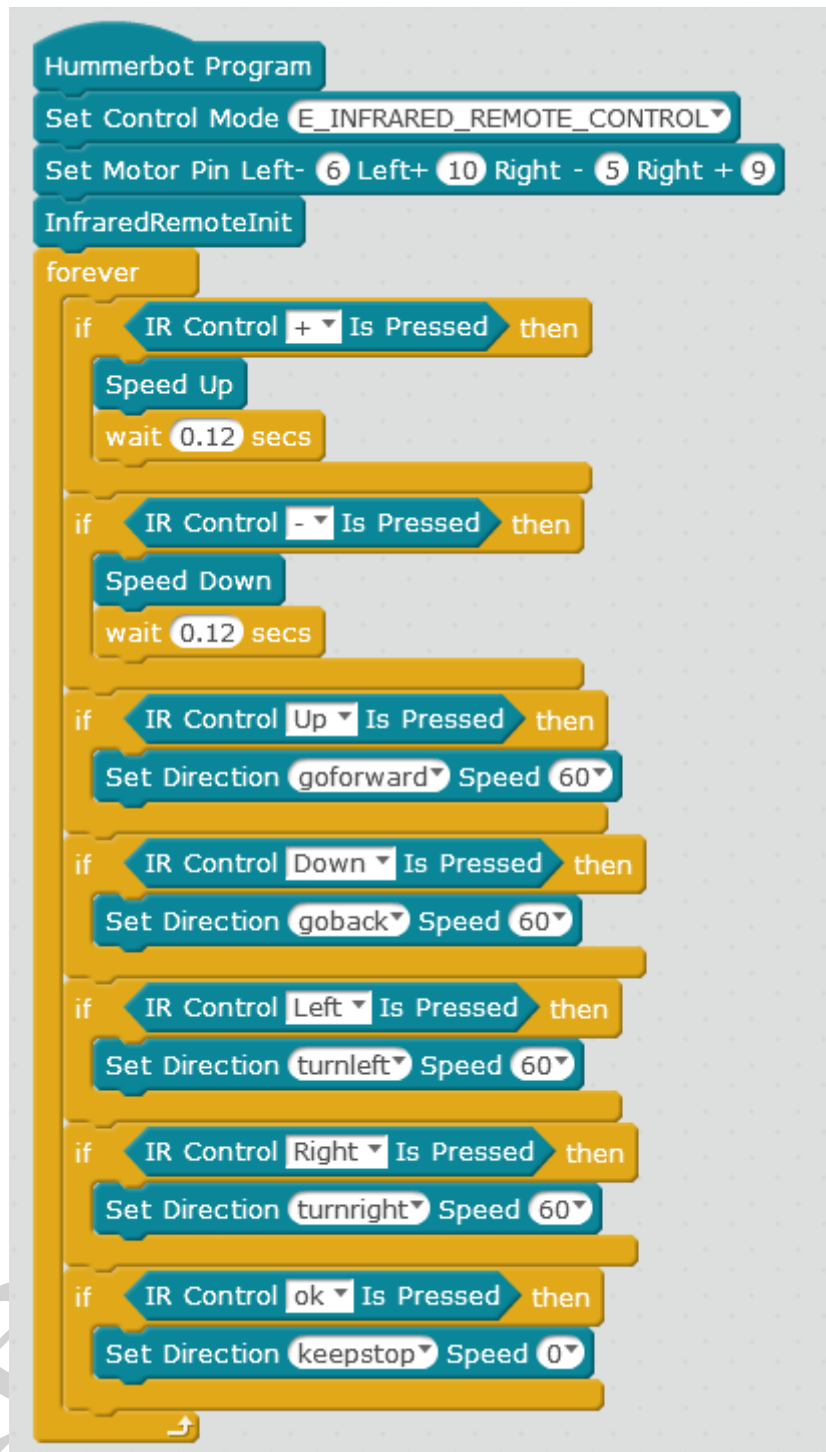 Hummerbot Program
Set Control Mode E_INFRARED_REMOTE_CONTROL
Set Motor Pin Left- 6 Left+ 10 Right - 5 Right + 9
InfraredRemoteInit
forever
if IR Control + Is Pressed then
Speed Up
wait 0.12 secs
if IR Control - Is Pressed then
Speed Down
wait 0.12 secs
if IR Control Up Is Pressed then
Set Direction goforward Speed 60
if IR Control Down Is Pressed then
Set Direction goback Speed 60
if IR Control Left Is Pressed then
Set Direction turnleft Speed 60
if IR Control Right Is Pressed then
Set Direction turnright Speed 60
if IR Control ok Is Pressed then
Set Direction keepstop Speed 0